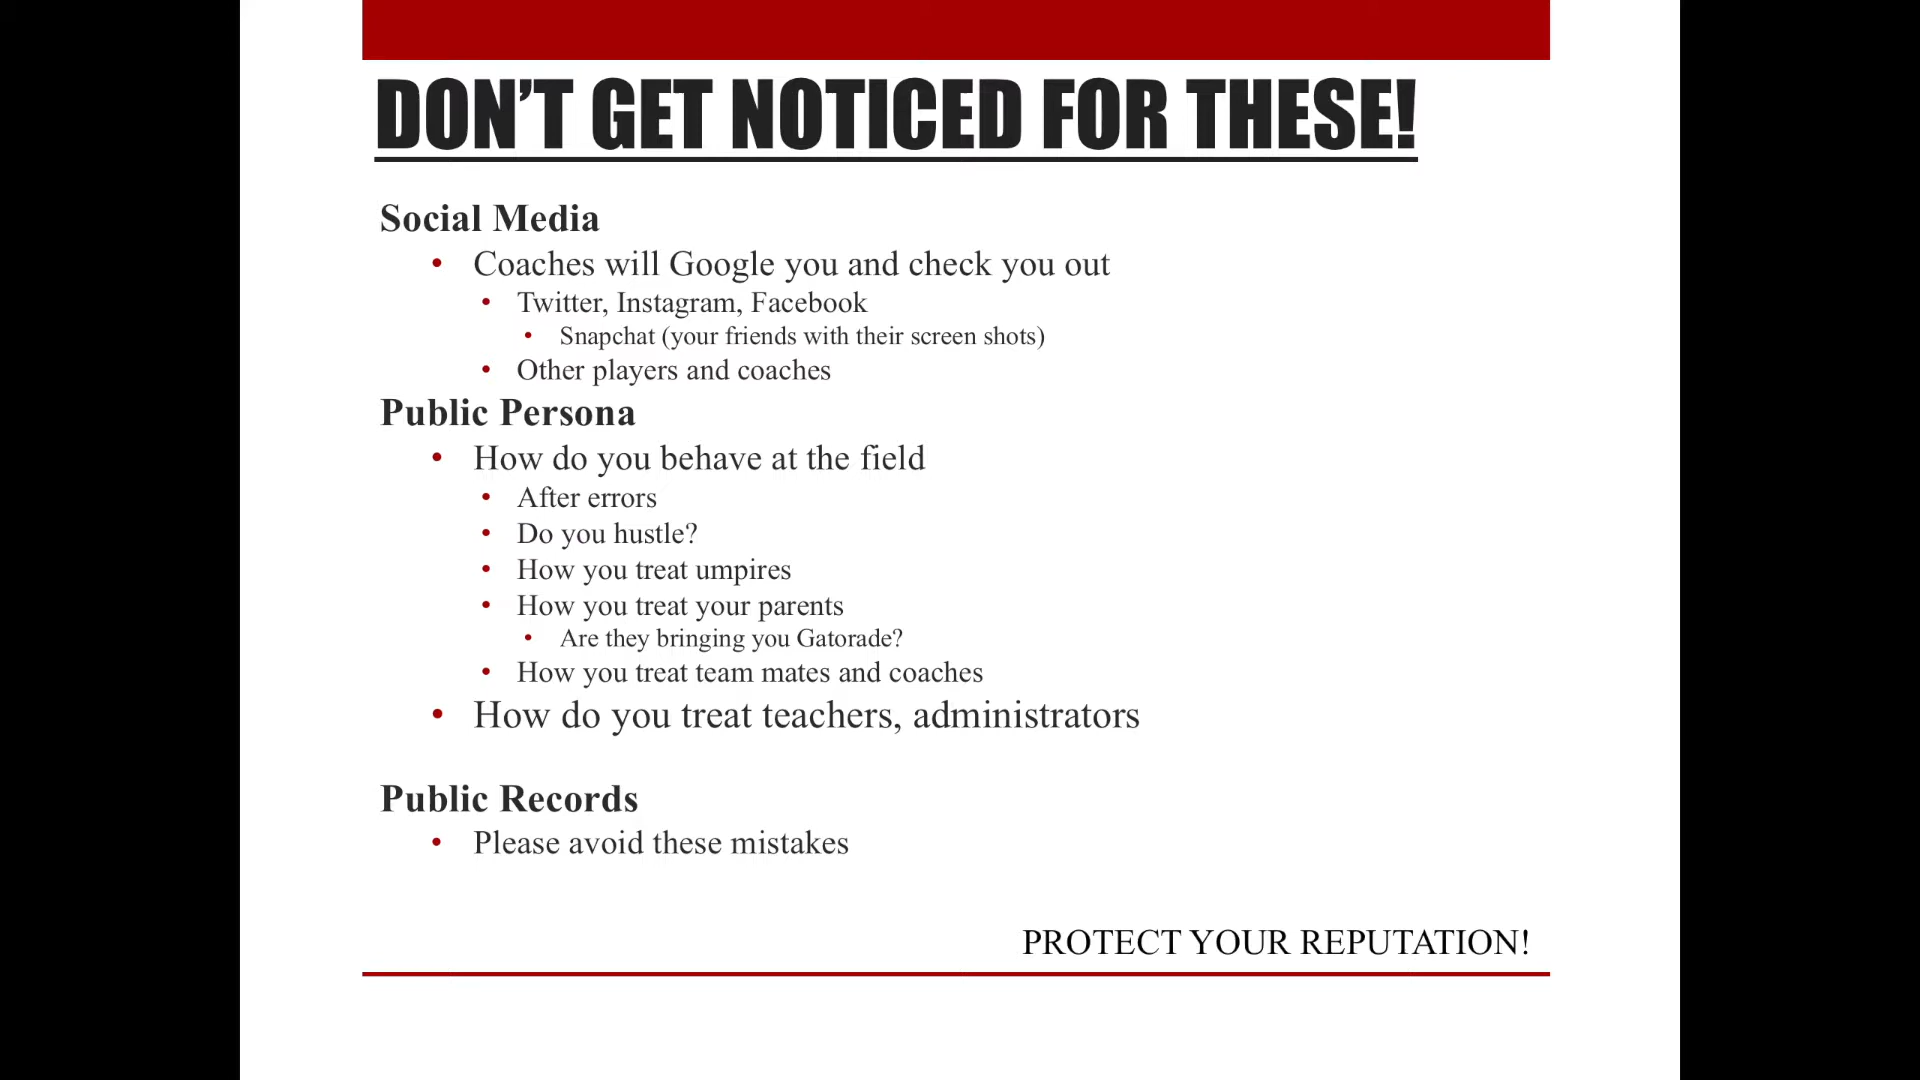 DON’T GET NOTICED FOR THESE!
Social Media
• Coaches will Google you and check you out
• Twitter, Instagram, Facebook
• Snapchat (your friends with their screen shots)
• Other players and coaches
Public Persona
• How do you behave at the field
• After errors
• Do you hustle?
• How you treat umpires
• How you treat your parents
• Are they bringing you Gatorade?
• How you treat team mates and coaches
• How do you treat teachers, administrators
Public Records
• Please avoid these mistakes
PROTECT YOUR REPUTATION!